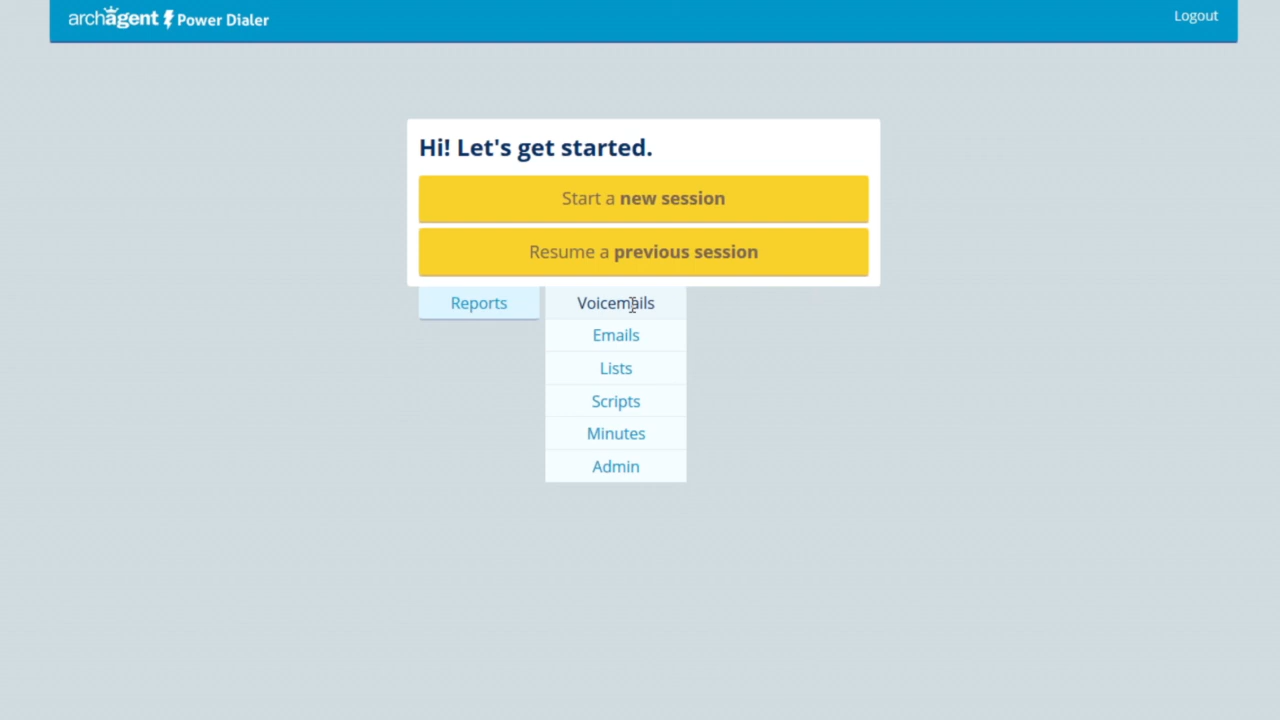 archagent Power Dialer
Logout
Hi! Let's get started.
Start a new session
Resume a previous session
Reports
Voicemails
Emails
Lists
Scripts
Minutes
Admin